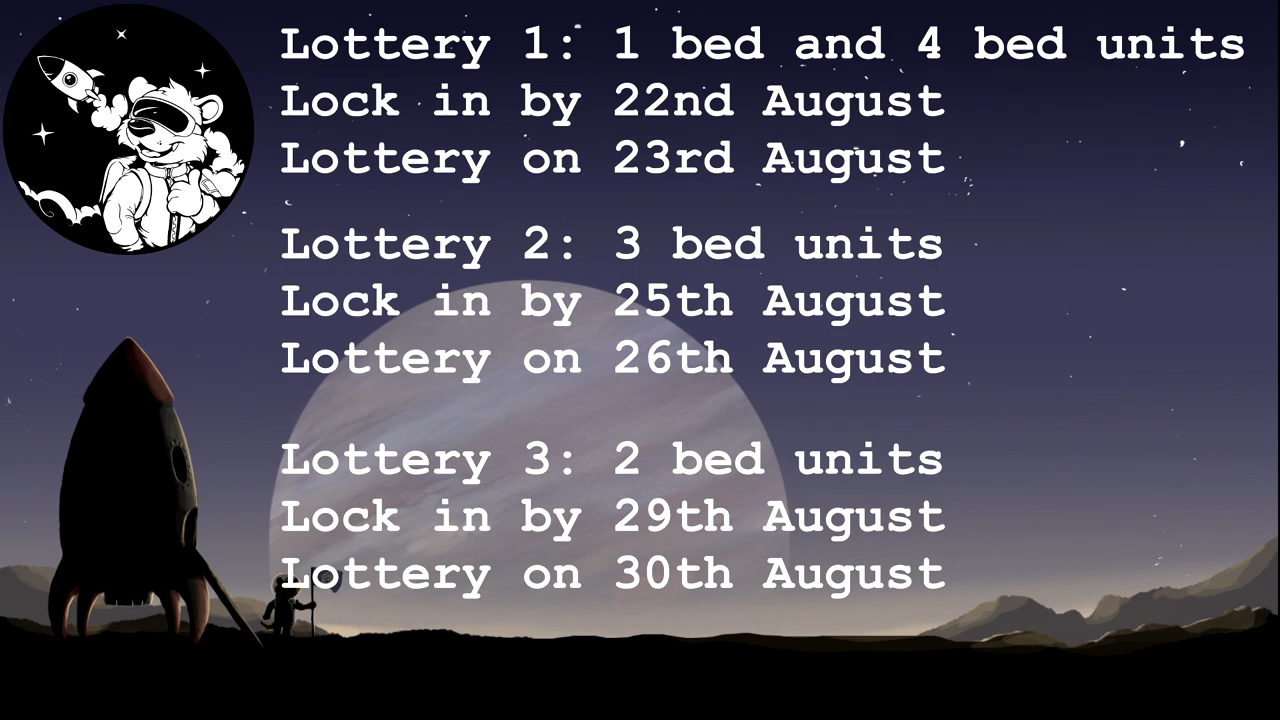 Lottery 1: 1 bed and 4 bed units
Lock in by 22nd August
Lottery on 23rd August
Lottery 2: 3 bed units
Lock in by 25th August
Lottery on 26th August
Lottery 3: 2 bed units
Lock in by 29th August
Lottery on 30th August